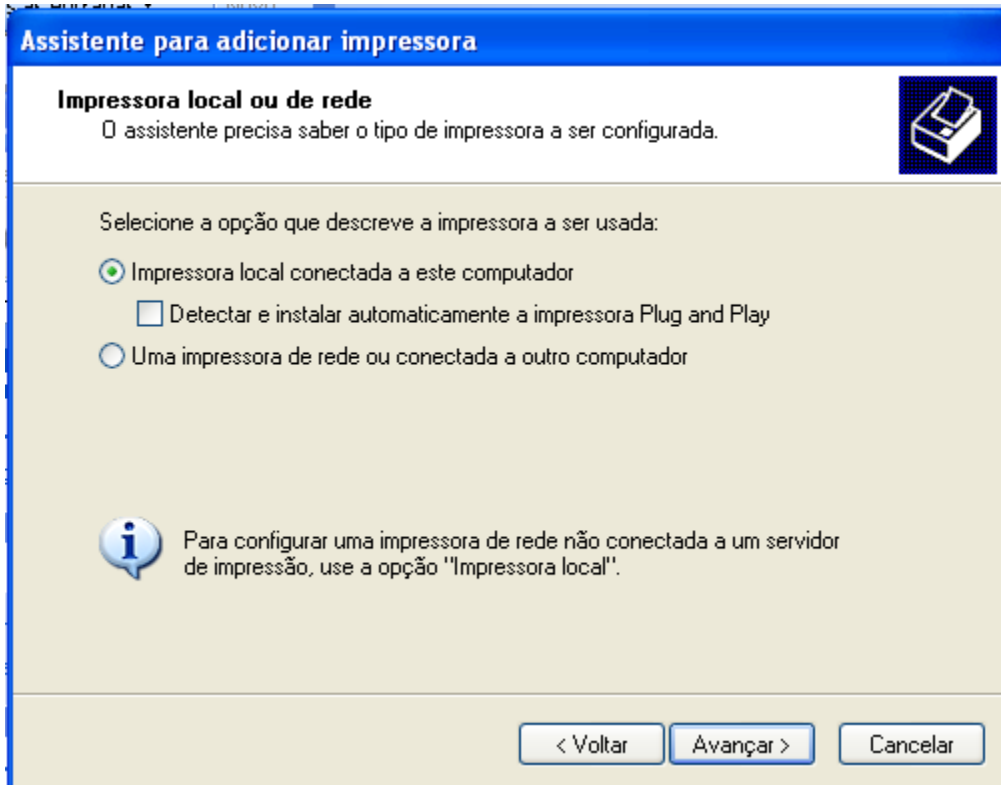 Assistente para adicionar impressora
Impressora local ou de rede
O assistente precisa saber o tipo de impressora a ser configurada.
Selecione a opção que descreve a impressora a ser usada:
Impressora local conectada a este computador
Detectar e instalar automaticamente a impressora Plug and Play
Uma impressora de rede ou conectada a outro computador
Para configurar uma impressora de rede não conectada a um servidor
de impressão, use a opção "Impressora local".
< Voltar
Avançar >
Cancelar